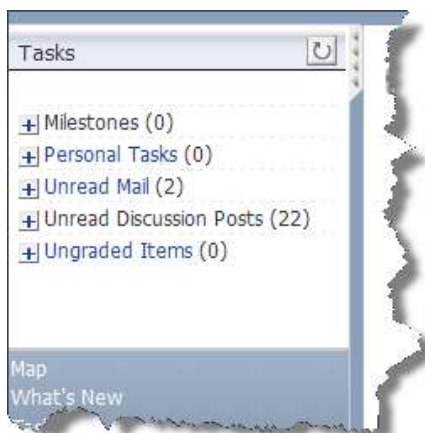 Tasks
Milestones (0)
Personal Tasks (0)
Unread Mail (2)
Unread Discussion Posts (22)
Ungraded Items (0)
Map
What's New